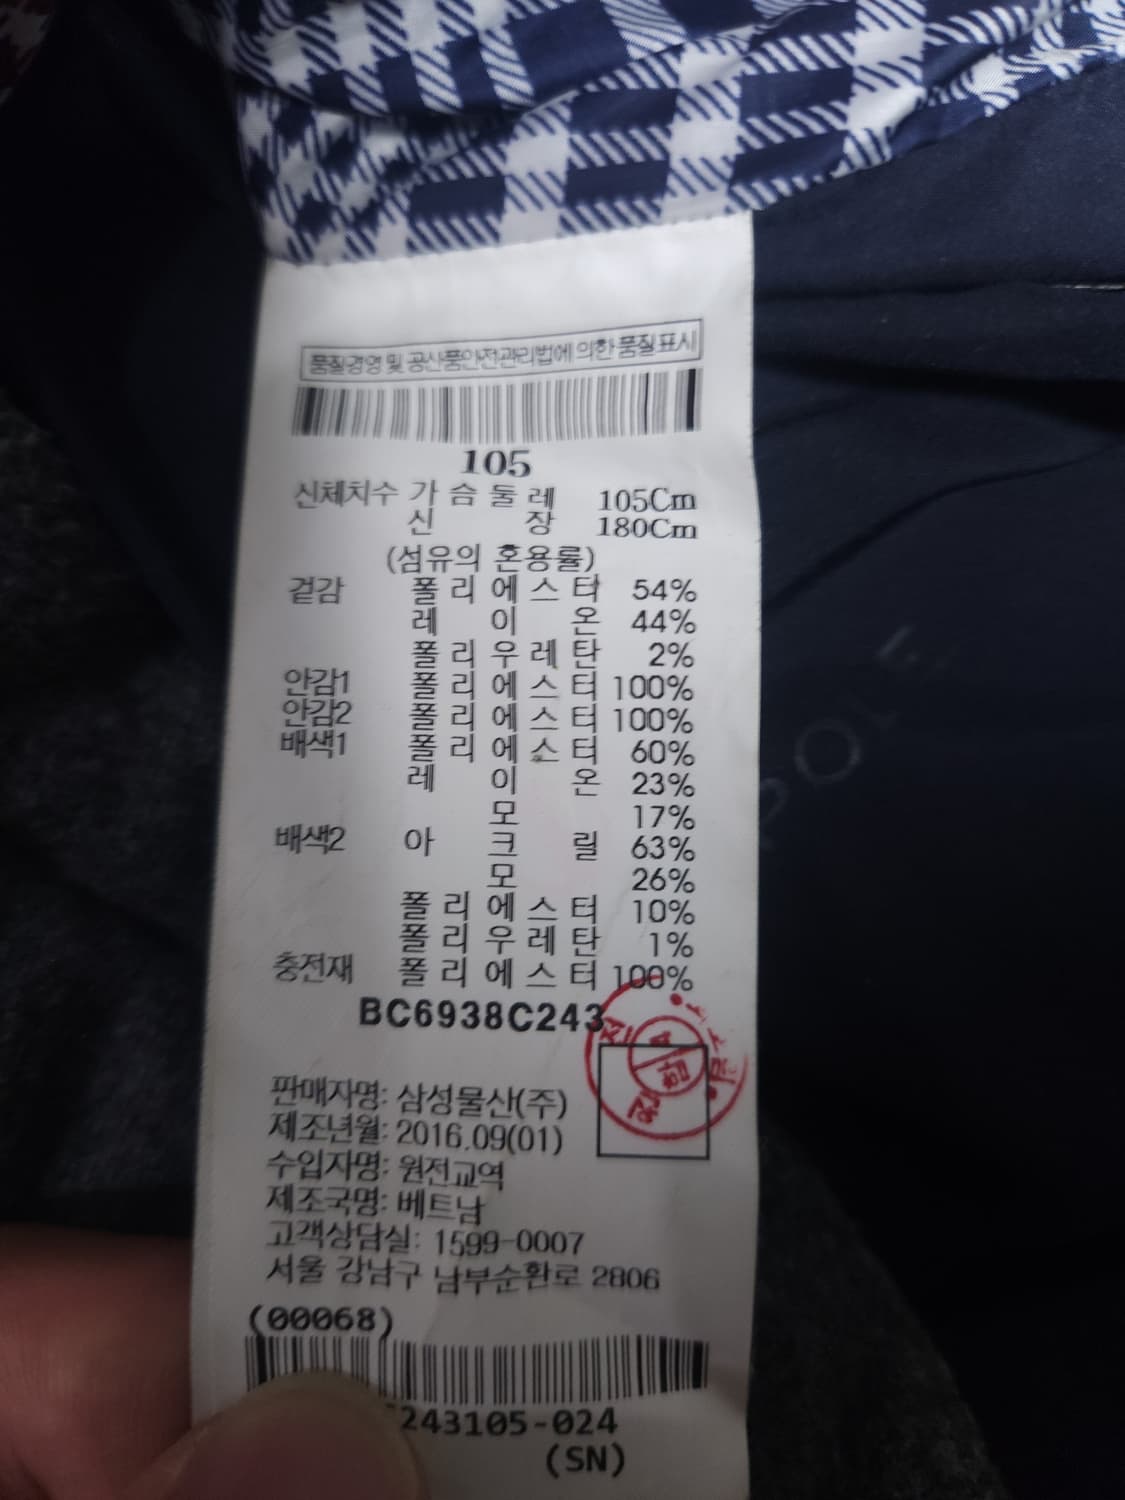 품질경영 및 공산품안전관리법에 의한 품질표시
105
신체치수 가슴둘레 105Cm
신장 180Cm
(섬유의 혼용률)
겉감 폴리에스터 54%
레이온 44%
폴리우레탄 2%
안감1 폴리에스터 100%
안감2 폴리에스터 100%
배색1 폴리에스터 60%
레이온 23%
모 17%
배색2 아크릴 63%
모 26%
폴리에스터 10%
폴리우레탄 1%
충전재 폴리에스터 100%
BC6938C243
판매자명: 삼성물산(주)
제조년월: 2016.09(01)
수입자명: 원전교역
제조국명: 베트남
고객상담실: 1599-0007
서울 강남구 남부순환로 2806
(00068)
243105-024
(SN)